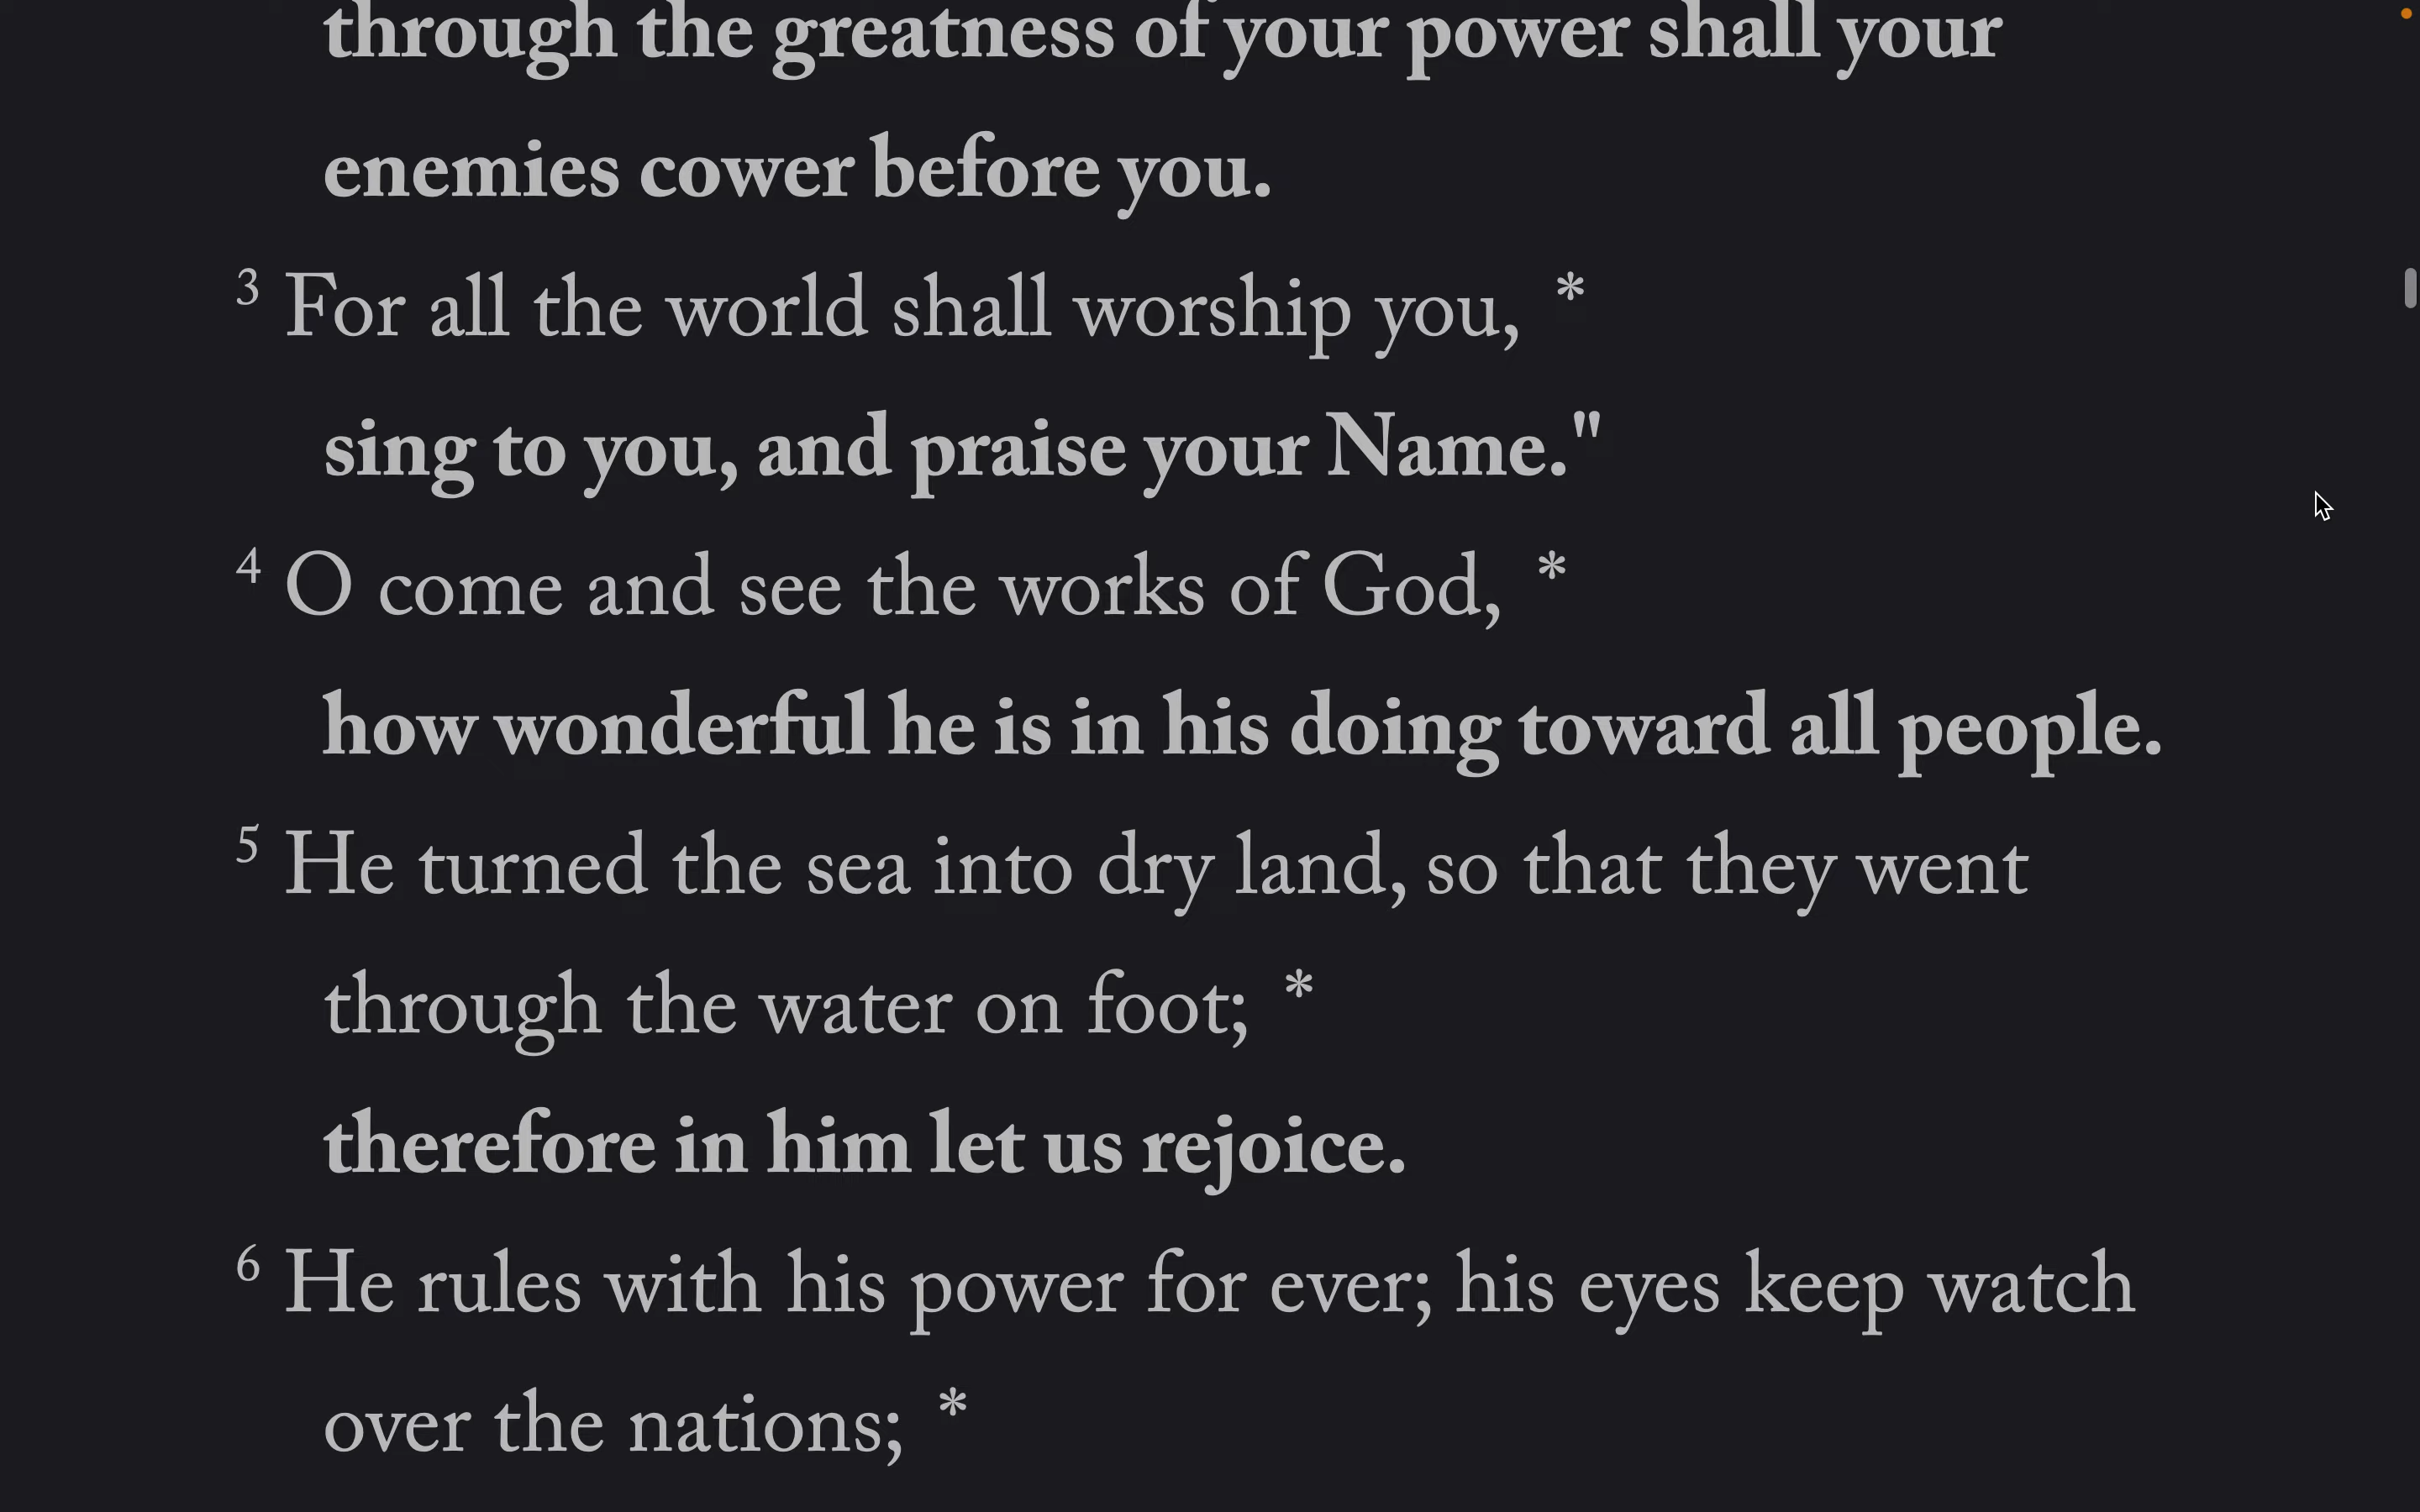 through the greatness of your power shall your
enemies cower before you.
3 For all the world shall worship you, *
sing to you, and praise your Name."
4 O come and see the works of God, *
how wonderful he is in his doing toward all people.
5 He turned the sea into dry land, so that they went
through the water on foot; *
therefore in him let us rejoice.
6 He rules with his power for ever; his eyes keep watch
over the nations; *